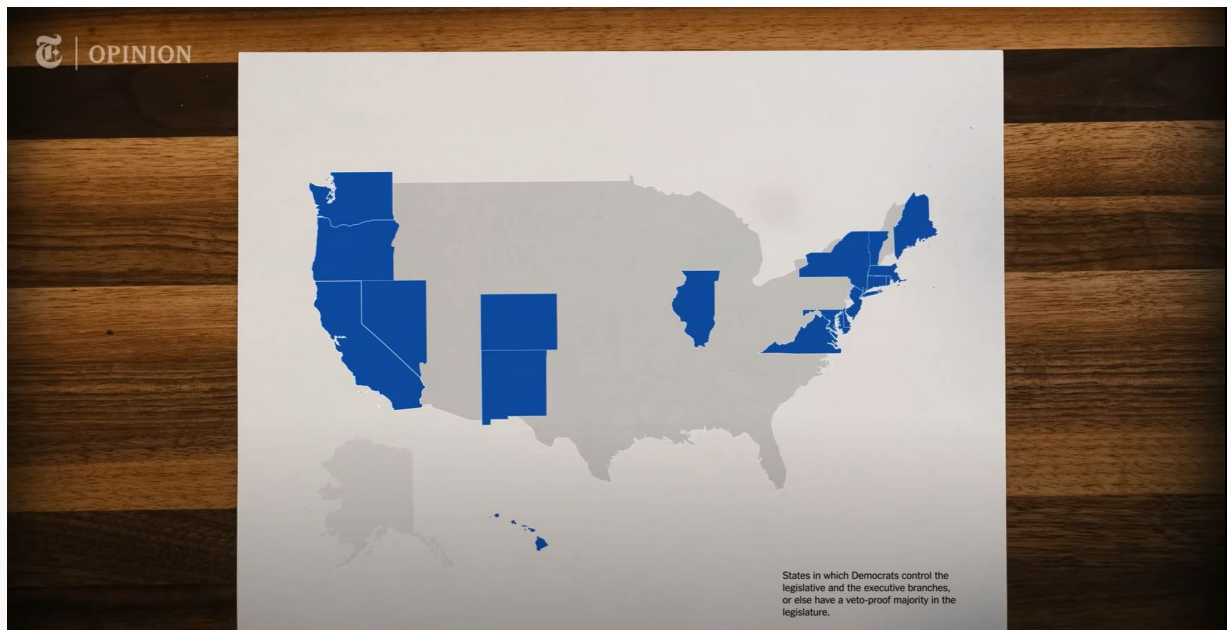 OPINION
States in which Democrats control the
legislative and the executive branches,
or else have a veto-proof majority in the
legislature.